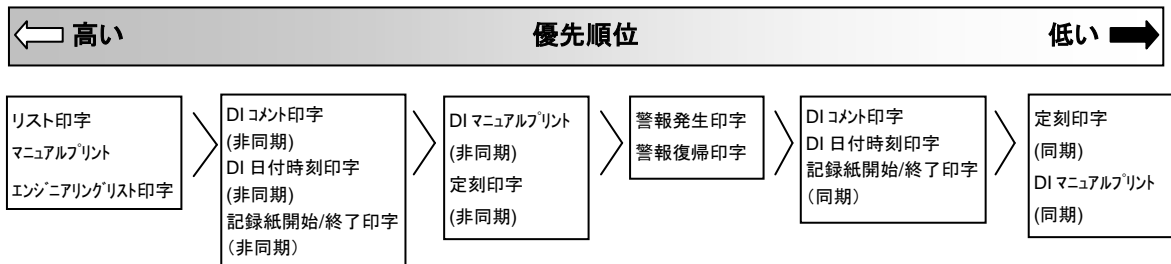 高い 優先順位 低い
リスト印字
マニュアルプリント
エンジニアリングリスト印字
DI コメント印字
(非同期)
DI 日付時刻印字
(非同期)
記録紙開始/終了印字
(非同期)
DI マニュアルプリント
(非同期)
定刻印字
(非同期)
警報発生印字
警報復帰印字
DI コメント印字
DI 日付時刻印字
記録紙開始/終了印字
(同期)
定刻印字
(同期)
DI マニュアルプリント
(同期)